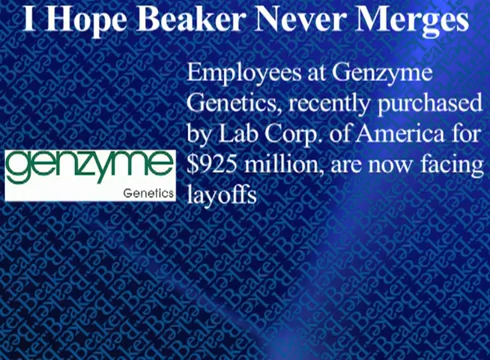 I Hope Beaker Never Merges
Employees at Genzyme
Genetics, recently purchased
by Lab Corp. of America for
$925 million, are now facing
layoffs
genzyme
Genetics